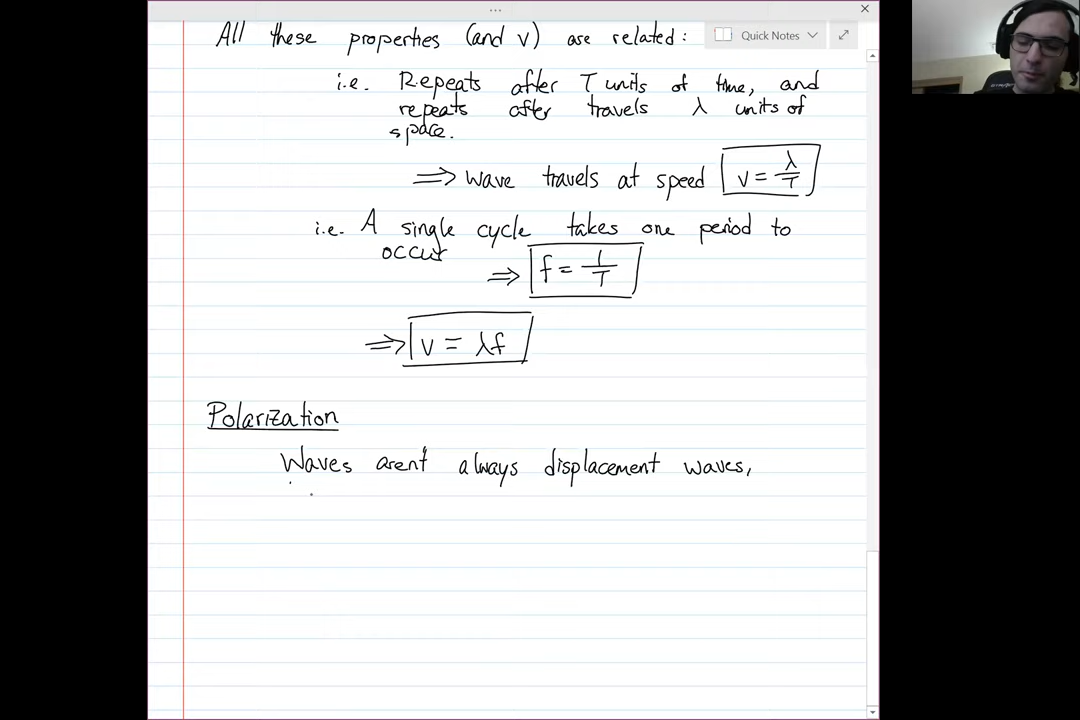 All these properties (and v) are related:
Quick Notes
i.e. Repeats after T units of time, and
repeats after travels λ units of
space.
⇒ wave travels at speed v = λ/T
i.e. A single cycle takes one period to
occur
⇒ f = 1/T
⇒ v = λf
Polarization
Waves aren't always displacement waves,